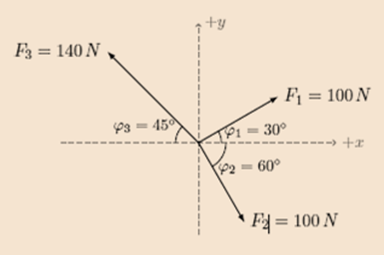 +y
F₃ = 140 N
F₁ = 100 N
φ₃ = 45°
φ₁ = 30°
+x
φ₂ = 60°
F₂ = 100 N